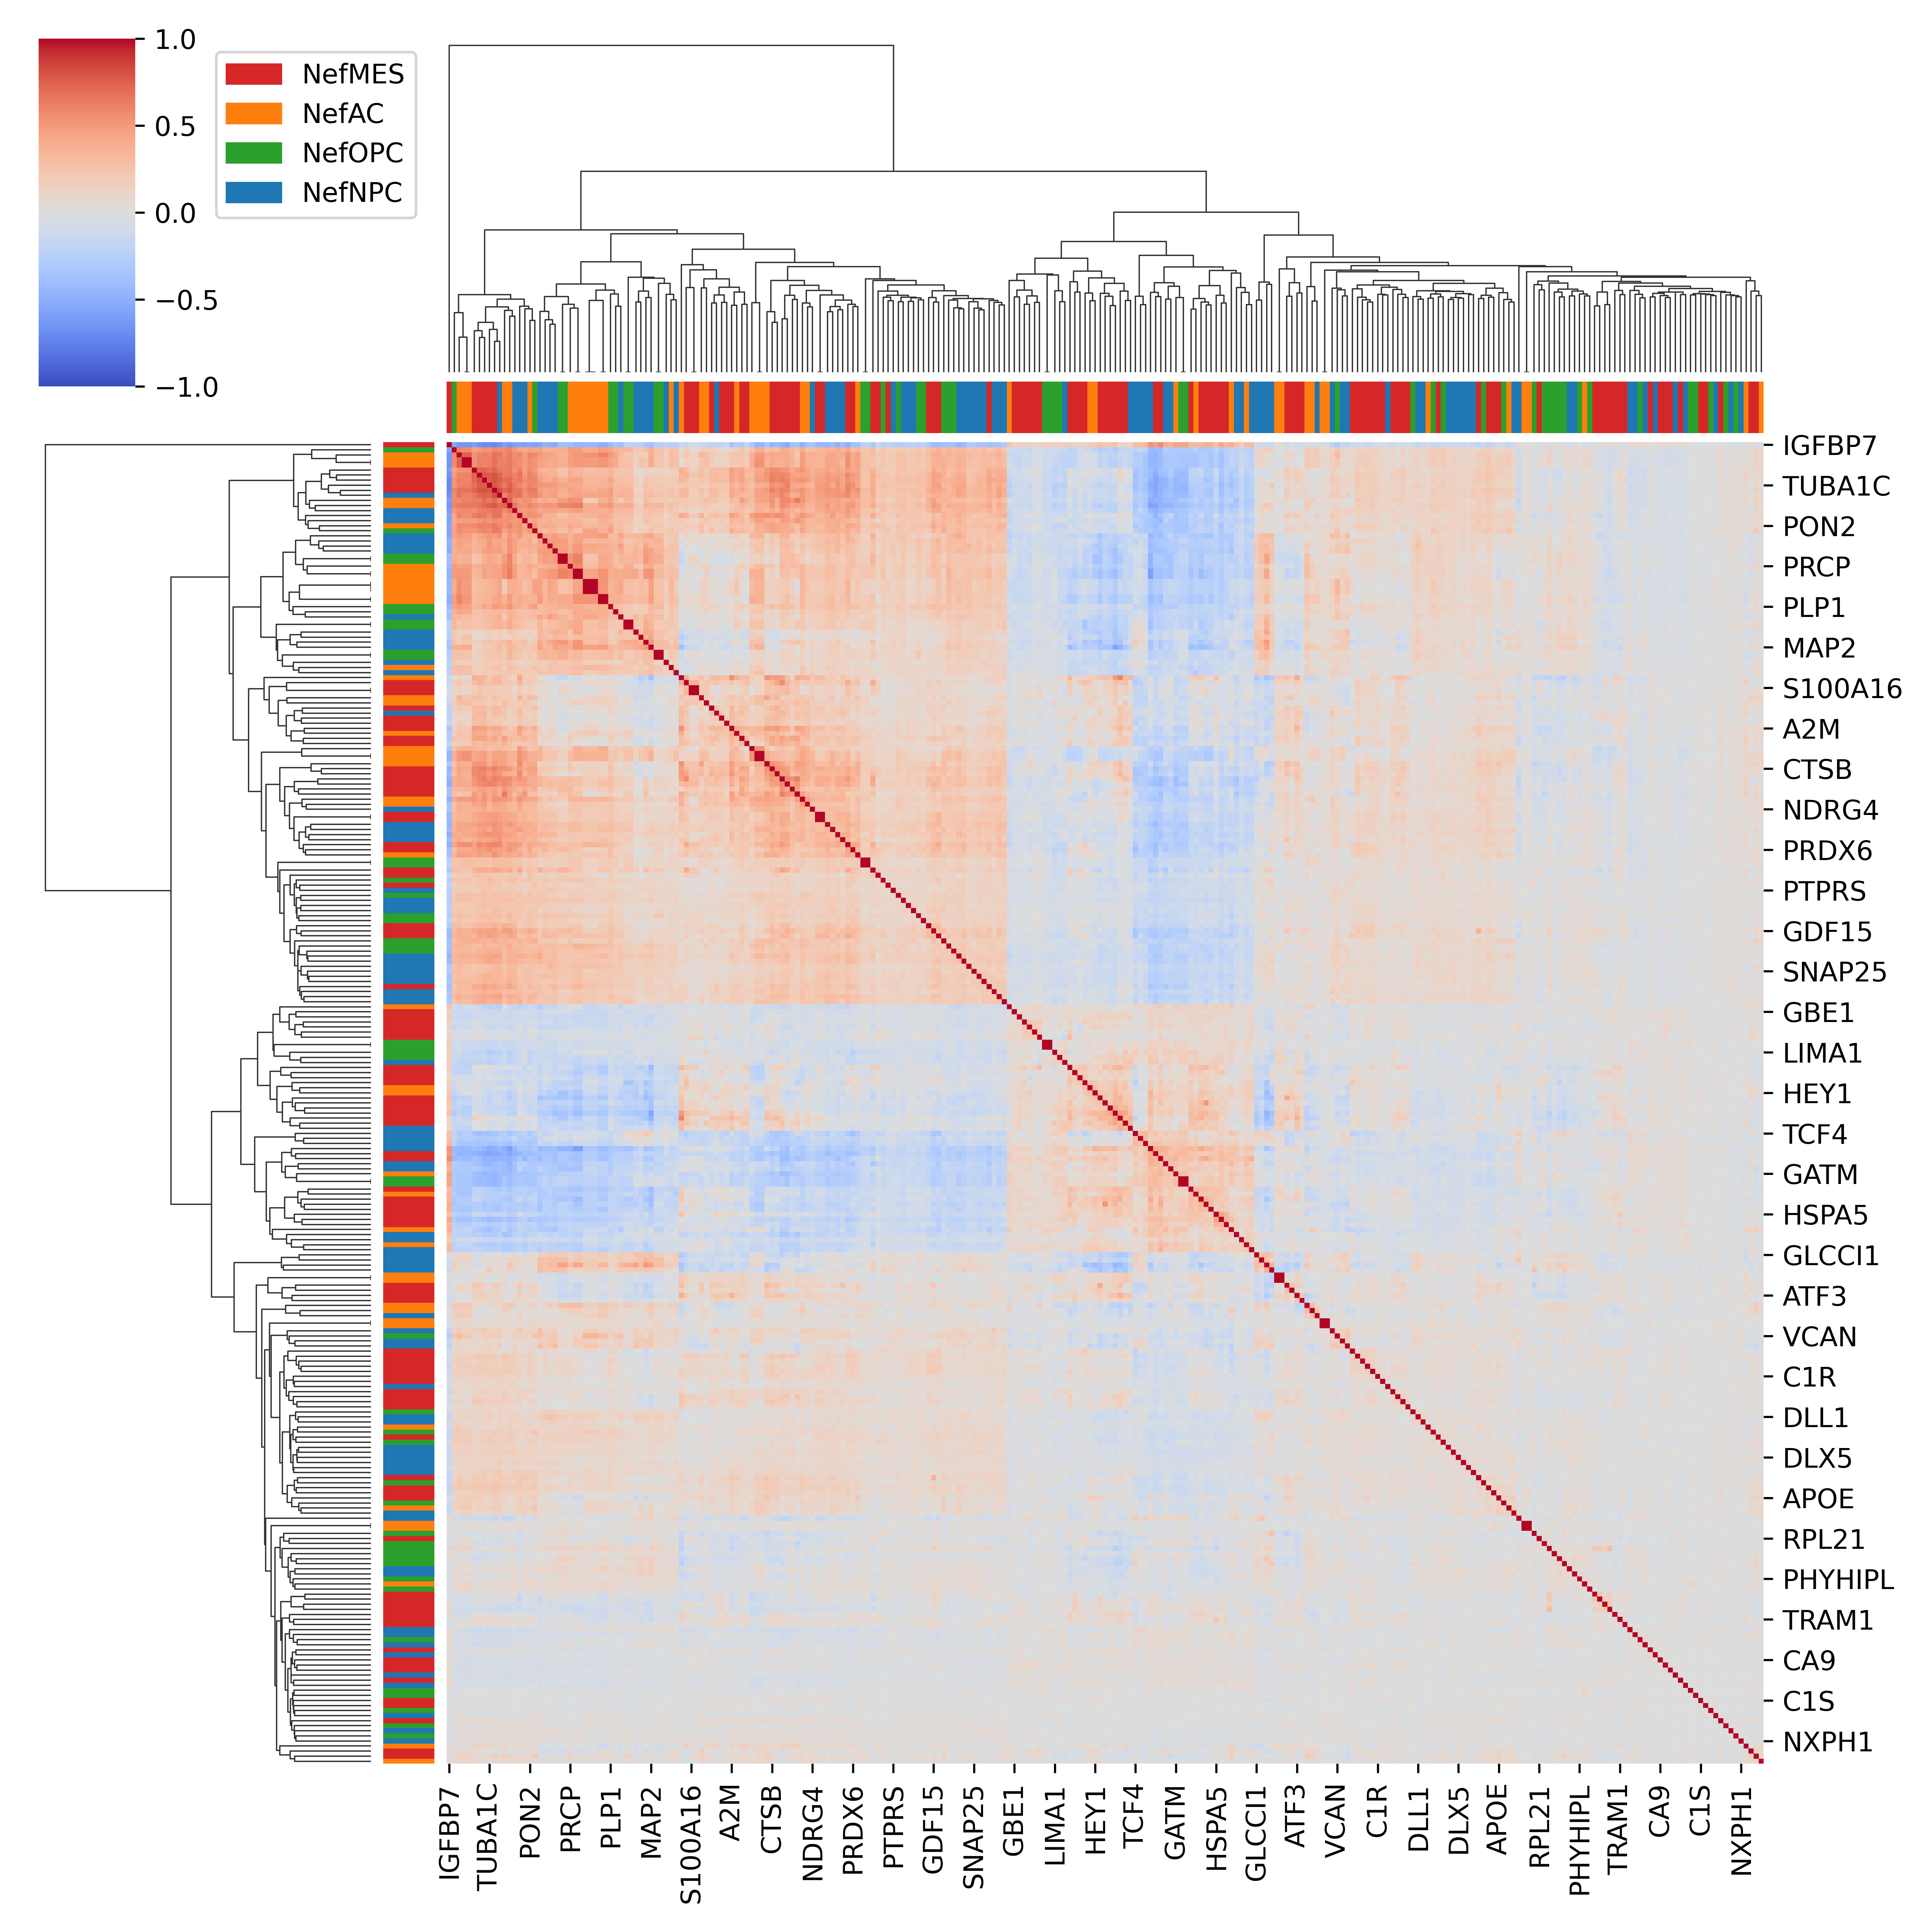 1.0
0.5
0.0
−0.5
−1.0
NefMES
NefAC
NefOPC
NefNPC
IGFBP7
TUBA1C
PON2
PRCP
PLP1
MAP2
S100A16
A2M
CTSB
NDRG4
PRDX6
PTPRS
GDF15
SNAP25
GBE1
LIMA1
HEY1
TCF4
GATM
HSPA5
GLCCI1
ATF3
VCAN
C1R
DLL1
DLX5
APOE
RPL21
PHYHIPL
TRAM1
CA9
C1S
NXPH1
IGFBP7
TUBA1C
PON2
PRCP
PLP1
MAP2
S100A16
A2M
CTSB
NDRG4
PRDX6
PTPRS
GDF15
SNAP25
GBE1
LIMA1
HEY1
TCF4
GATM
HSPA5
GLCCI1
ATF3
VCAN
C1R
DLL1
DLX5
APOE
RPL21
PHYHIPL
TRAM1
CA9
C1S
NXPH1